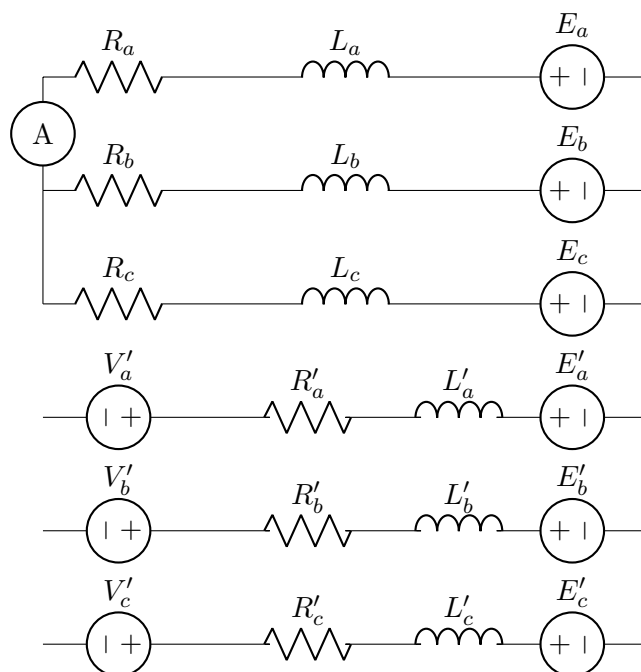 R_a L_a E_a
A
R_b L_b E_b
R_c L_c E_c
V'_a R'_a L'_a E'_a
V'_b R'_b L'_b E'_b
V'_c R'_c L'_c E'_c